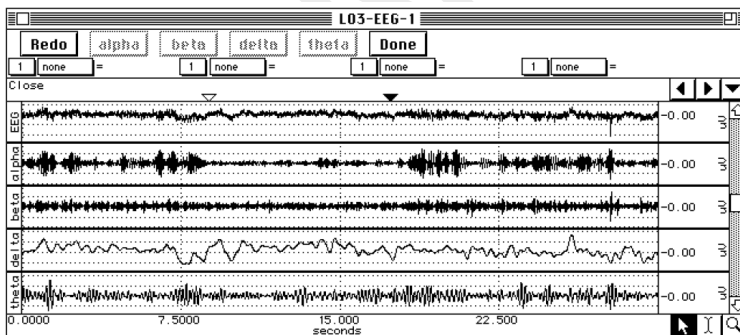 L03-EEG-1
Redo alpha beta delta theta Done
1 none = 1 none = 1 none = 1 none =
Close
EEG -0.00
alpha -0.00
beta -0.00
delta -0.00
theta -0.00
0.0000 7.5000 15.000 22.500
seconds